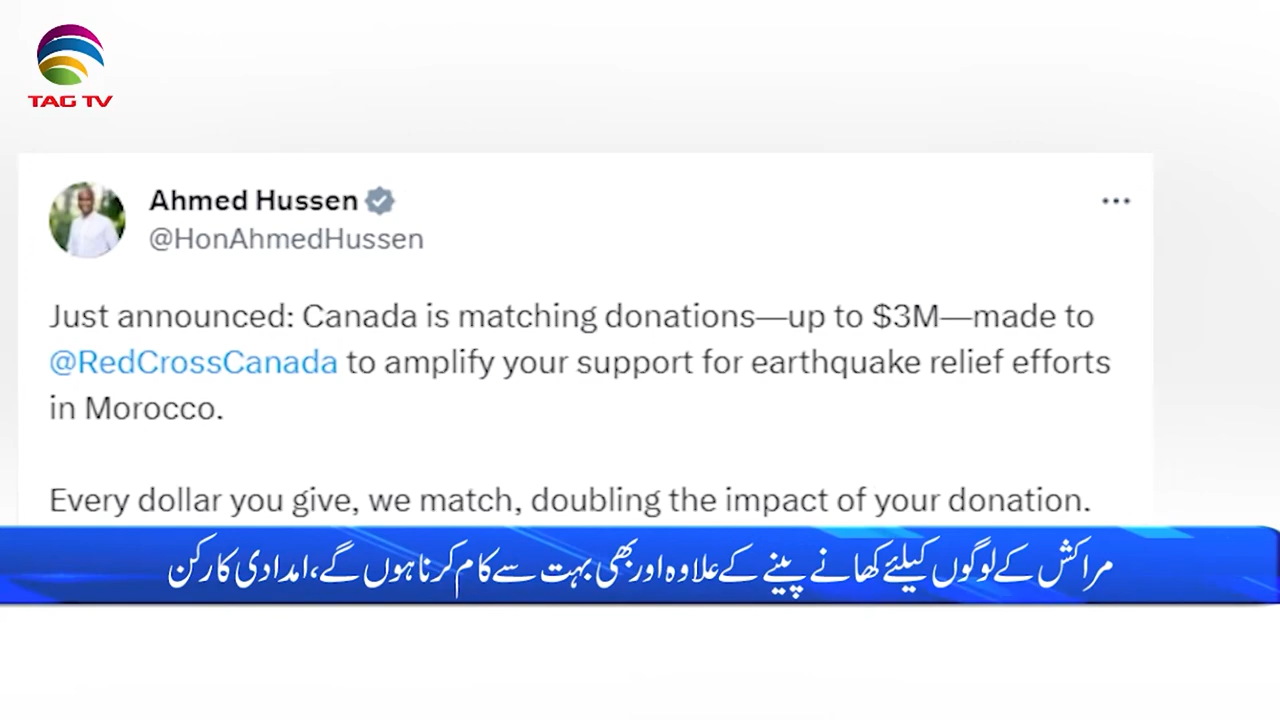 TAG TV
Ahmed Hussen
@HonAhmedHussen
Just announced: Canada is matching donations—up to $3M—made to
@RedCrossCanada to amplify your support for earthquake relief efforts
in Morocco.
Every dollar you give, we match, doubling the impact of your donation.
مراکش کے لوگوں کیلئے کھانے پینے کے علاوہ اور بھی بہت سے کام کرنا ہوں گے، امدادی کارکن